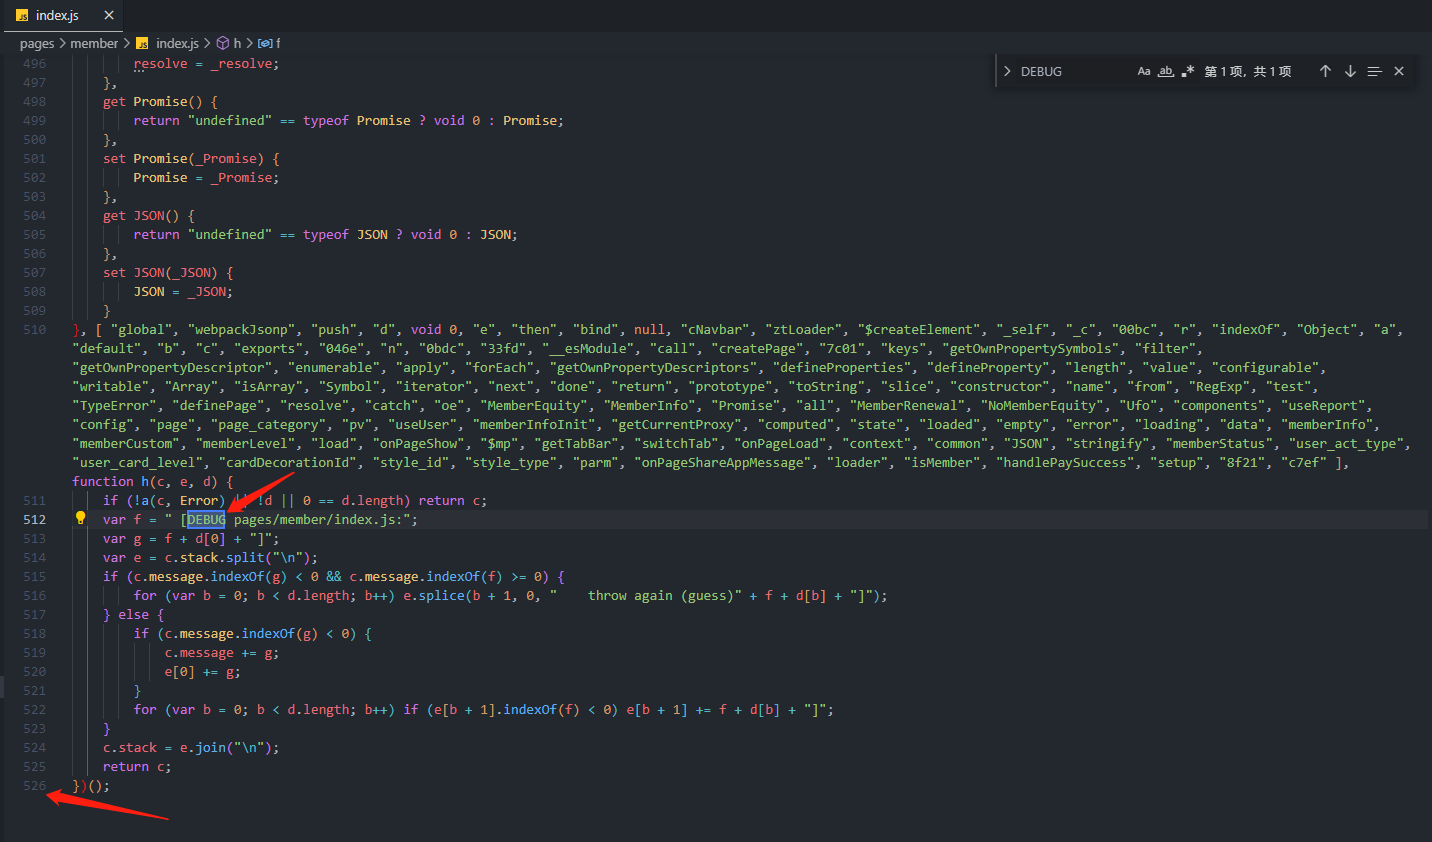 JS index.js ×
pages > member > JS index.js > h > f
DEBUG Aa ab .* 第 1 项, 共 1 项
496 resolve = _resolve;
497 },
498 get Promise() {
499 return "undefined" == typeof Promise ? void 0 : Promise;
500 },
501 set Promise(_Promise) {
502 Promise = _Promise;
503 },
504 get JSON() {
505 return "undefined" == typeof JSON ? void 0 : JSON;
506 },
507 set JSON(_JSON) {
508 JSON = _JSON;
509 }
510 }, [ "global", "webpackJsonp", "push", "d", void 0, "e", "then", "bind", null, "cNavbar", "ztLoader", "$createElement", "_self", "_c", "00bc", "r", "indexOf", "Object", "a",
"default", "b", "c", "exports", "046e", "n", "0bdc", "33fd", "__esModule", "call", "createPage", "7c01", "keys", "getOwnPropertySymbols", "filter",
"getOwnPropertyDescriptor", "enumerable", "apply", "forEach", "getOwnPropertyDescriptors", "defineProperties", "defineProperty", "length", "value", "configurable",
"writable", "Array", "isArray", "Symbol", "iterator", "next", "done", "return", "prototype", "toString", "slice", "constructor", "name", "from", "RegExp", "test",
"TypeError", "definePage", "resolve", "catch", "oe", "MemberEquity", "MemberInfo", "Promise", "all", "MemberRenewal", "NoMemberEquity", "Ufo", "components", "useReport",
"config", "page", "page_category", "pv", "useUser", "memberInfoInit", "getCurrentProxy", "computed", "state", "loaded", "empty", "error", "loading", "data", "memberInfo",
"memberCustom", "memberLevel", "load", "onPageShow", "$mp", "getTabBar", "switchTab", "onPageLoad", "context", "common", "JSON", "stringify", "memberStatus", "user_act_type",
"user_card_level", "cardDecorationId", "style_id", "style_type", "parm", "onPageShareAppMessage", "loader", "isMember", "handlePaySuccess", "setup", "8f21", "c7ef" ],
function h(c, e, d) {
511 if (!a(c, Error) || !d || 0 == d.length) return c;
512 var f = " [DEBUG pages/member/index.js:";
513 var g = f + d[0] + "]";
514 var e = c.stack.split("\n");
515 if (c.message.indexOf(g) < 0 && c.message.indexOf(f) >= 0) {
516 for (var b = 0; b < d.length; b++) e.splice(b + 1, 0, "    throw again (guess)" + f + d[b] + "]");
517 } else {
518 if (c.message.indexOf(g) < 0) {
519 c.message += g;
520 e[0] += g;
521 }
522 for (var b = 0; b < d.length; b++) if (e[b + 1].indexOf(f) < 0) e[b + 1] += f + d[b] + "]";
523 }
524 c.stack = e.join("\n");
525 return c;
526 })();